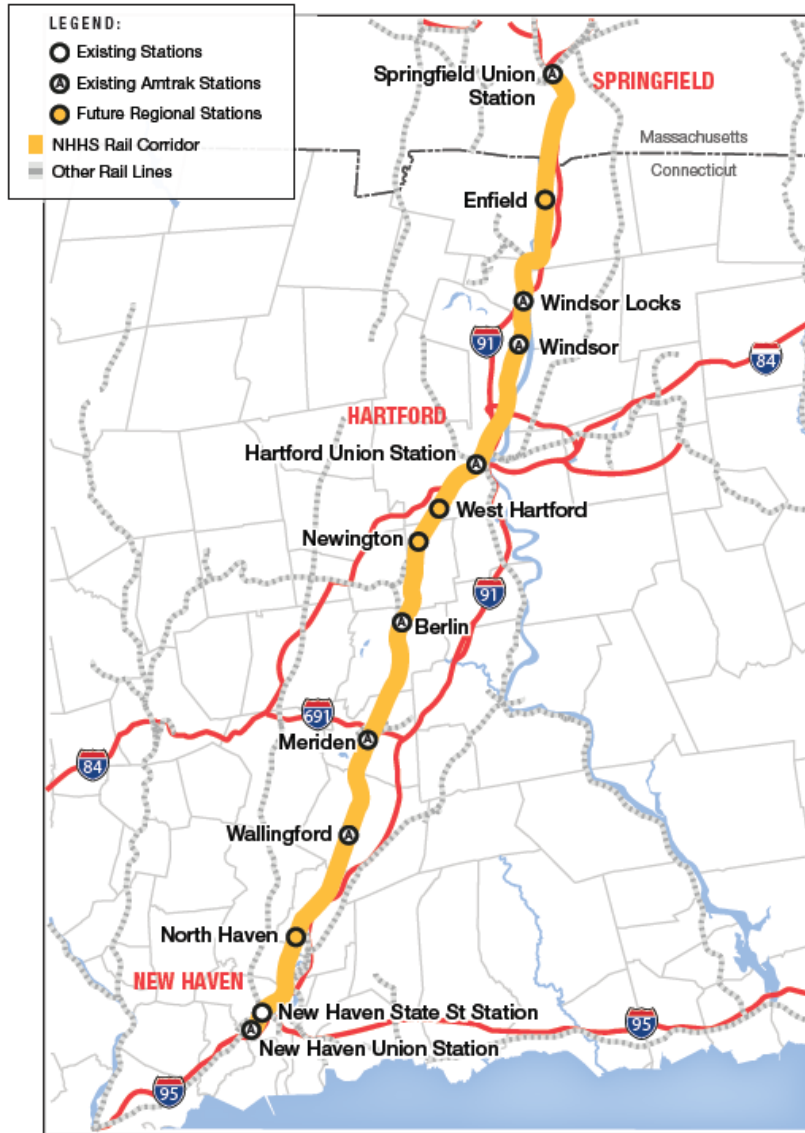 LEGEND:
Existing Stations
A Existing Amtrak Stations
Future Regional Stations
NHHS Rail Corridor
Other Rail Lines
A
Springfield Union
Station
SPRINGFIELD
Massachusetts
Connecticut
Enfield
A Windsor Locks
91
A Windsor
84
HARTFORD
Hartford Union Station A
West Hartford
Newington
91
A Berlin
691
Meriden A
84
Wallingford A
North Haven
NEW HAVEN
New Haven State St Station
95
A New Haven Union Station
95